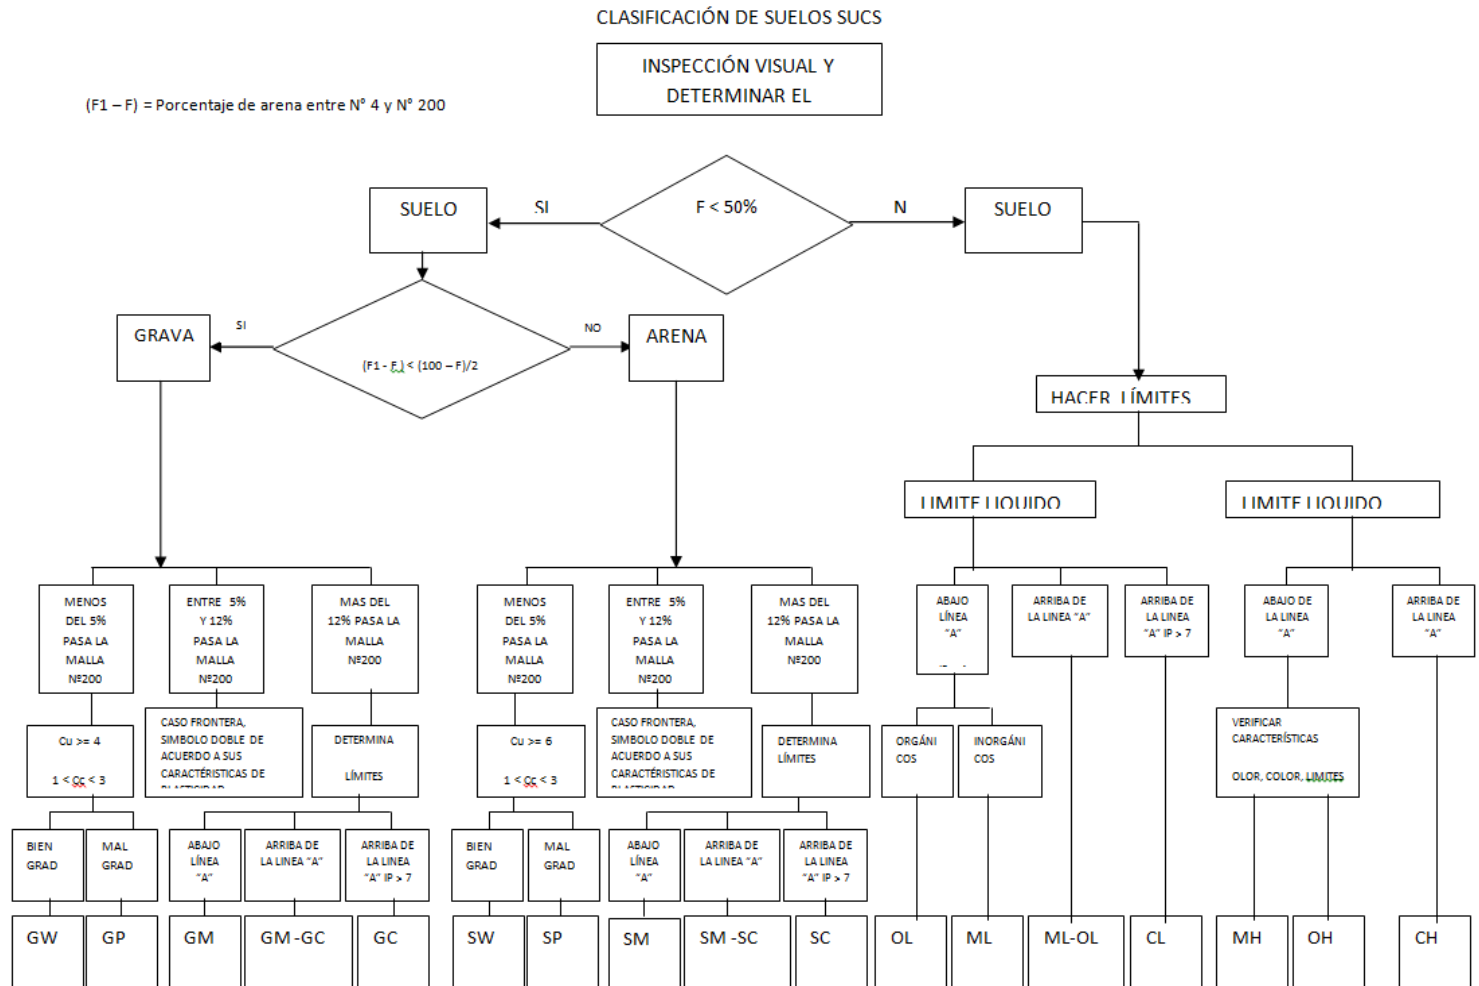 CLASIFICACIÓN DE SUELOS SUCS
INSPECCIÓN VISUAL Y
DETERMINAR EL
(F1 – F) = Porcentaje de arena entre N° 4 y N° 200
SUELO
SI
F < 50%
N
SUELO
GRAVA
SI
(F1 - F ) < (100 – F)/2
NO
ARENA
HACER LÍMITES
LIMITE LIQUIDO
LIMITE LIQUIDO
MENOS
DEL 5%
PASA LA
MALLA
Nº200
ENTRE 5%
Y 12%
PASA LA
MALLA
Nº200
MAS DEL
12% PASA LA
MALLA
Nº200
MENOS
DEL 5%
PASA LA
MALLA
Nº200
ENTRE 5%
Y 12%
PASA LA
MALLA
Nº200
MAS DEL
12% PASA LA
MALLA
Nº200
ABAJO
LÍNEA
"A"
ARRIBA DE
LA LINEA "A"
ARRIBA DE
LA LINEA
"A" IP > 7
ABAJO DE
LA LINEA
"A"
ARRIBA DE
LA LINEA
"A"
Cu >= 4
1 < Cc < 3
CASO FRONTERA,
SIMBOLO DOBLE DE
ACUERDO A SUS
CARACTÉRISTICAS DE
PLASTICIDAD
DETERMINA
LÍMITES
Cu >= 6
1 < Cc < 3
CASO FRONTERA,
SIMBOLO DOBLE DE
ACUERDO A SUS
CARACTÉRISTICAS DE
PLASTICIDAD
DETERMINA
LÍMITES
ORGÁNI
COS
INORGÁNI
COS
VERIFICAR
CARACTERÍSTICAS
OLOR, COLOR, LIMITES
BIEN
GRAD
MAL
GRAD
ABAJO
LÍNEA
"A"
ARRIBA DE
LA LINEA "A"
ARRIBA DE
LA LINEA
"A" IP > 7
BIEN
GRAD
MAL
GRAD
ABAJO
LÍNEA
"A"
ARRIBA DE
LA LINEA "A"
ARRIBA DE
LA LINEA
"A" IP > 7
GW
GP
GM
GM -GC
GC
SW
SP
SM
SM -SC
SC
OL
ML
ML-OL
CL
MH
OH
CH